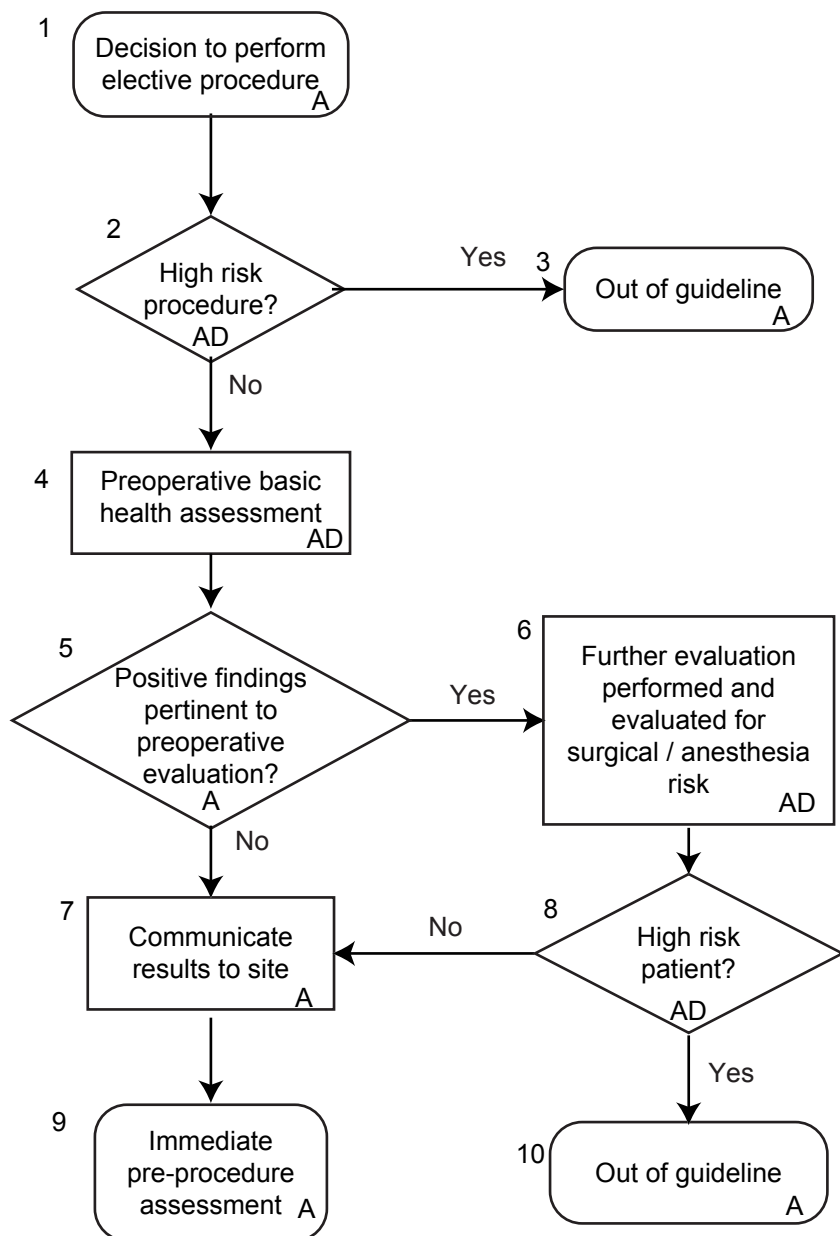 1
Decision to perform
elective procedure
A
2
High risk
procedure?
AD
Yes
3
Out of guideline
A
No
4
Preoperative basic
health assessment
AD
5
Positive findings
pertinent to
preoperative
evaluation?
A
Yes
6
Further evaluation
performed and
evaluated for
surgical / anesthesia
risk
AD
No
7
Communicate
results to site
A
No
8
High risk
patient?
AD
Yes
9
Immediate
pre-procedure
assessment
A
10
Out of guideline
A